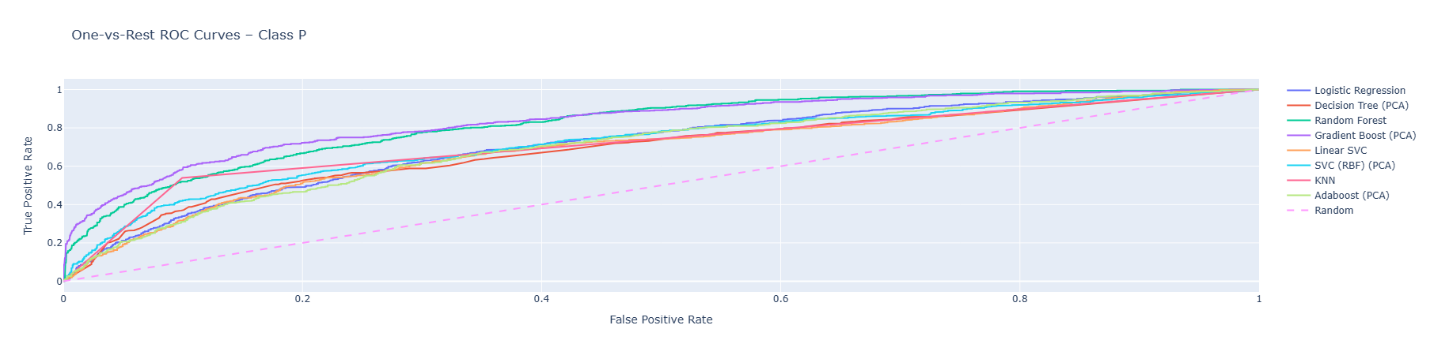 One-vs-Rest ROC Curves – Class P
1
0.8
0.6
0.4
0.2
0
True Positive Rate
0
0.2
0.4
0.6
0.8
1
False Positive Rate
Logistic Regression
Decision Tree (PCA)
Random Forest
Gradient Boost (PCA)
Linear SVC
SVC (RBF) (PCA)
KNN
Adaboost (PCA)
Random